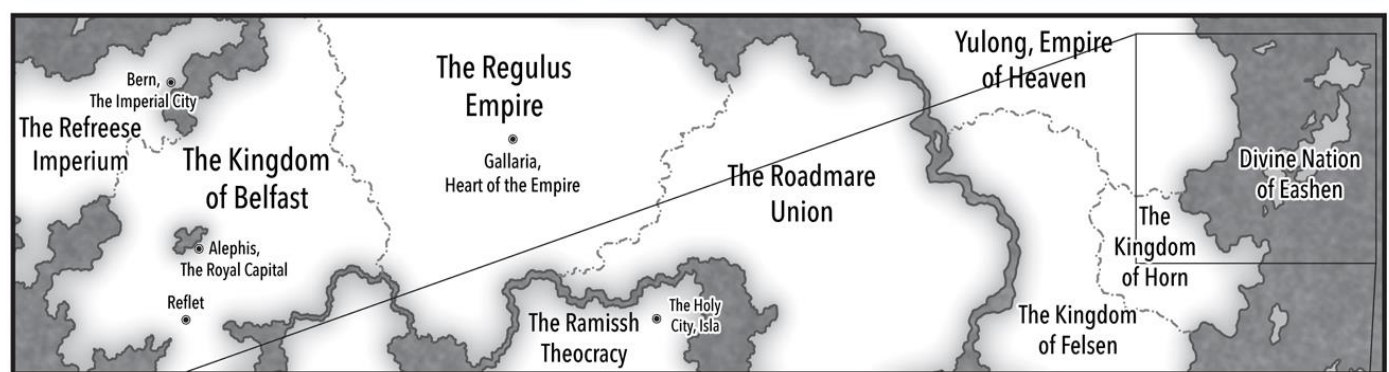 Bern,
The Imperial City
The Refreese
Imperium
The Kingdom
of Belfast
Alephis,
The Royal Capital
Reflet
The Regulus
Empire
Gallaria,
Heart of the Empire
The Ramissh
Theocracy
The Holy
City, Isla
The Roadmare
Union
Yulong, Empire
of Heaven
The Kingdom
of Felsen
The
Kingdom
of Horn
Divine Nation
of Eashen